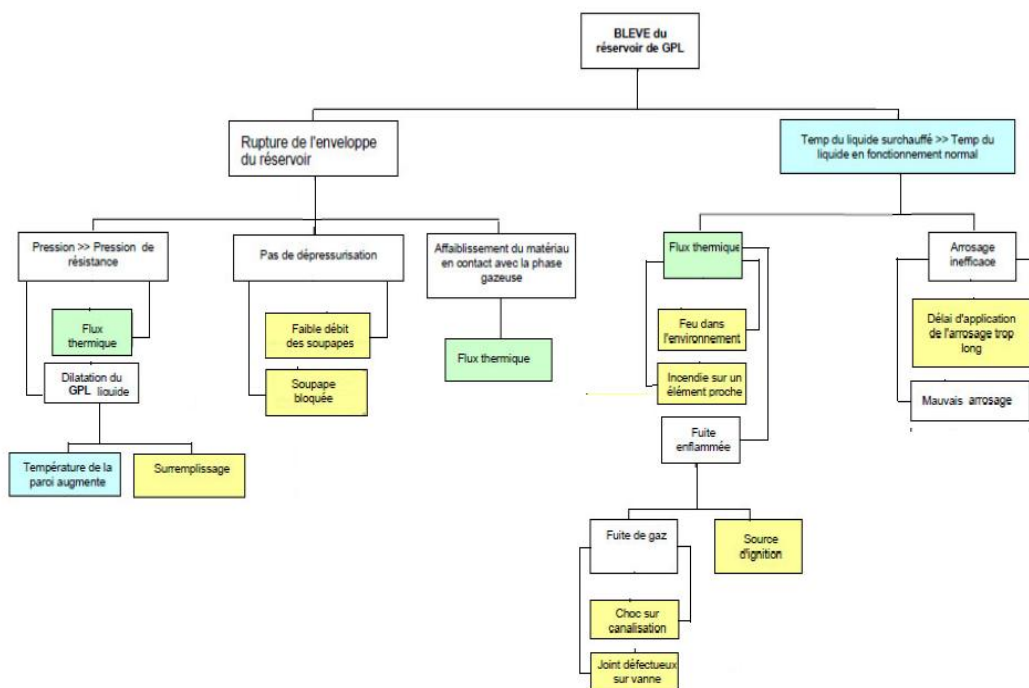 BLEVE du
réservoir de GPL
Rupture de l'enveloppe
du réservoir
Temp du liquide surchauffé >> Temp du
liquide en fonctionnement normal
Pression >> Pression de
résistance
Pas de dépressurisation
Affaiblissement du matériau
en contact avec la phase
gazeuse
Flux thermique
Arrosage
inefficace
Flux
thermique
Faible débit
des soupapes
Flux thermique
Feu dans
l'environnement
Délai d'application
de l'arrosage trop
long
Dilatation du
GPL liquide
Soupape
bloquée
Incendie sur un
élément proche
Mauvais arrosage
Fuite
enflammée
Température de la
paroi augmente
Surremplissage
Fuite de gaz
Source
d'ignition
Choc sur
canalisation
Joint défectueux
sur vanne